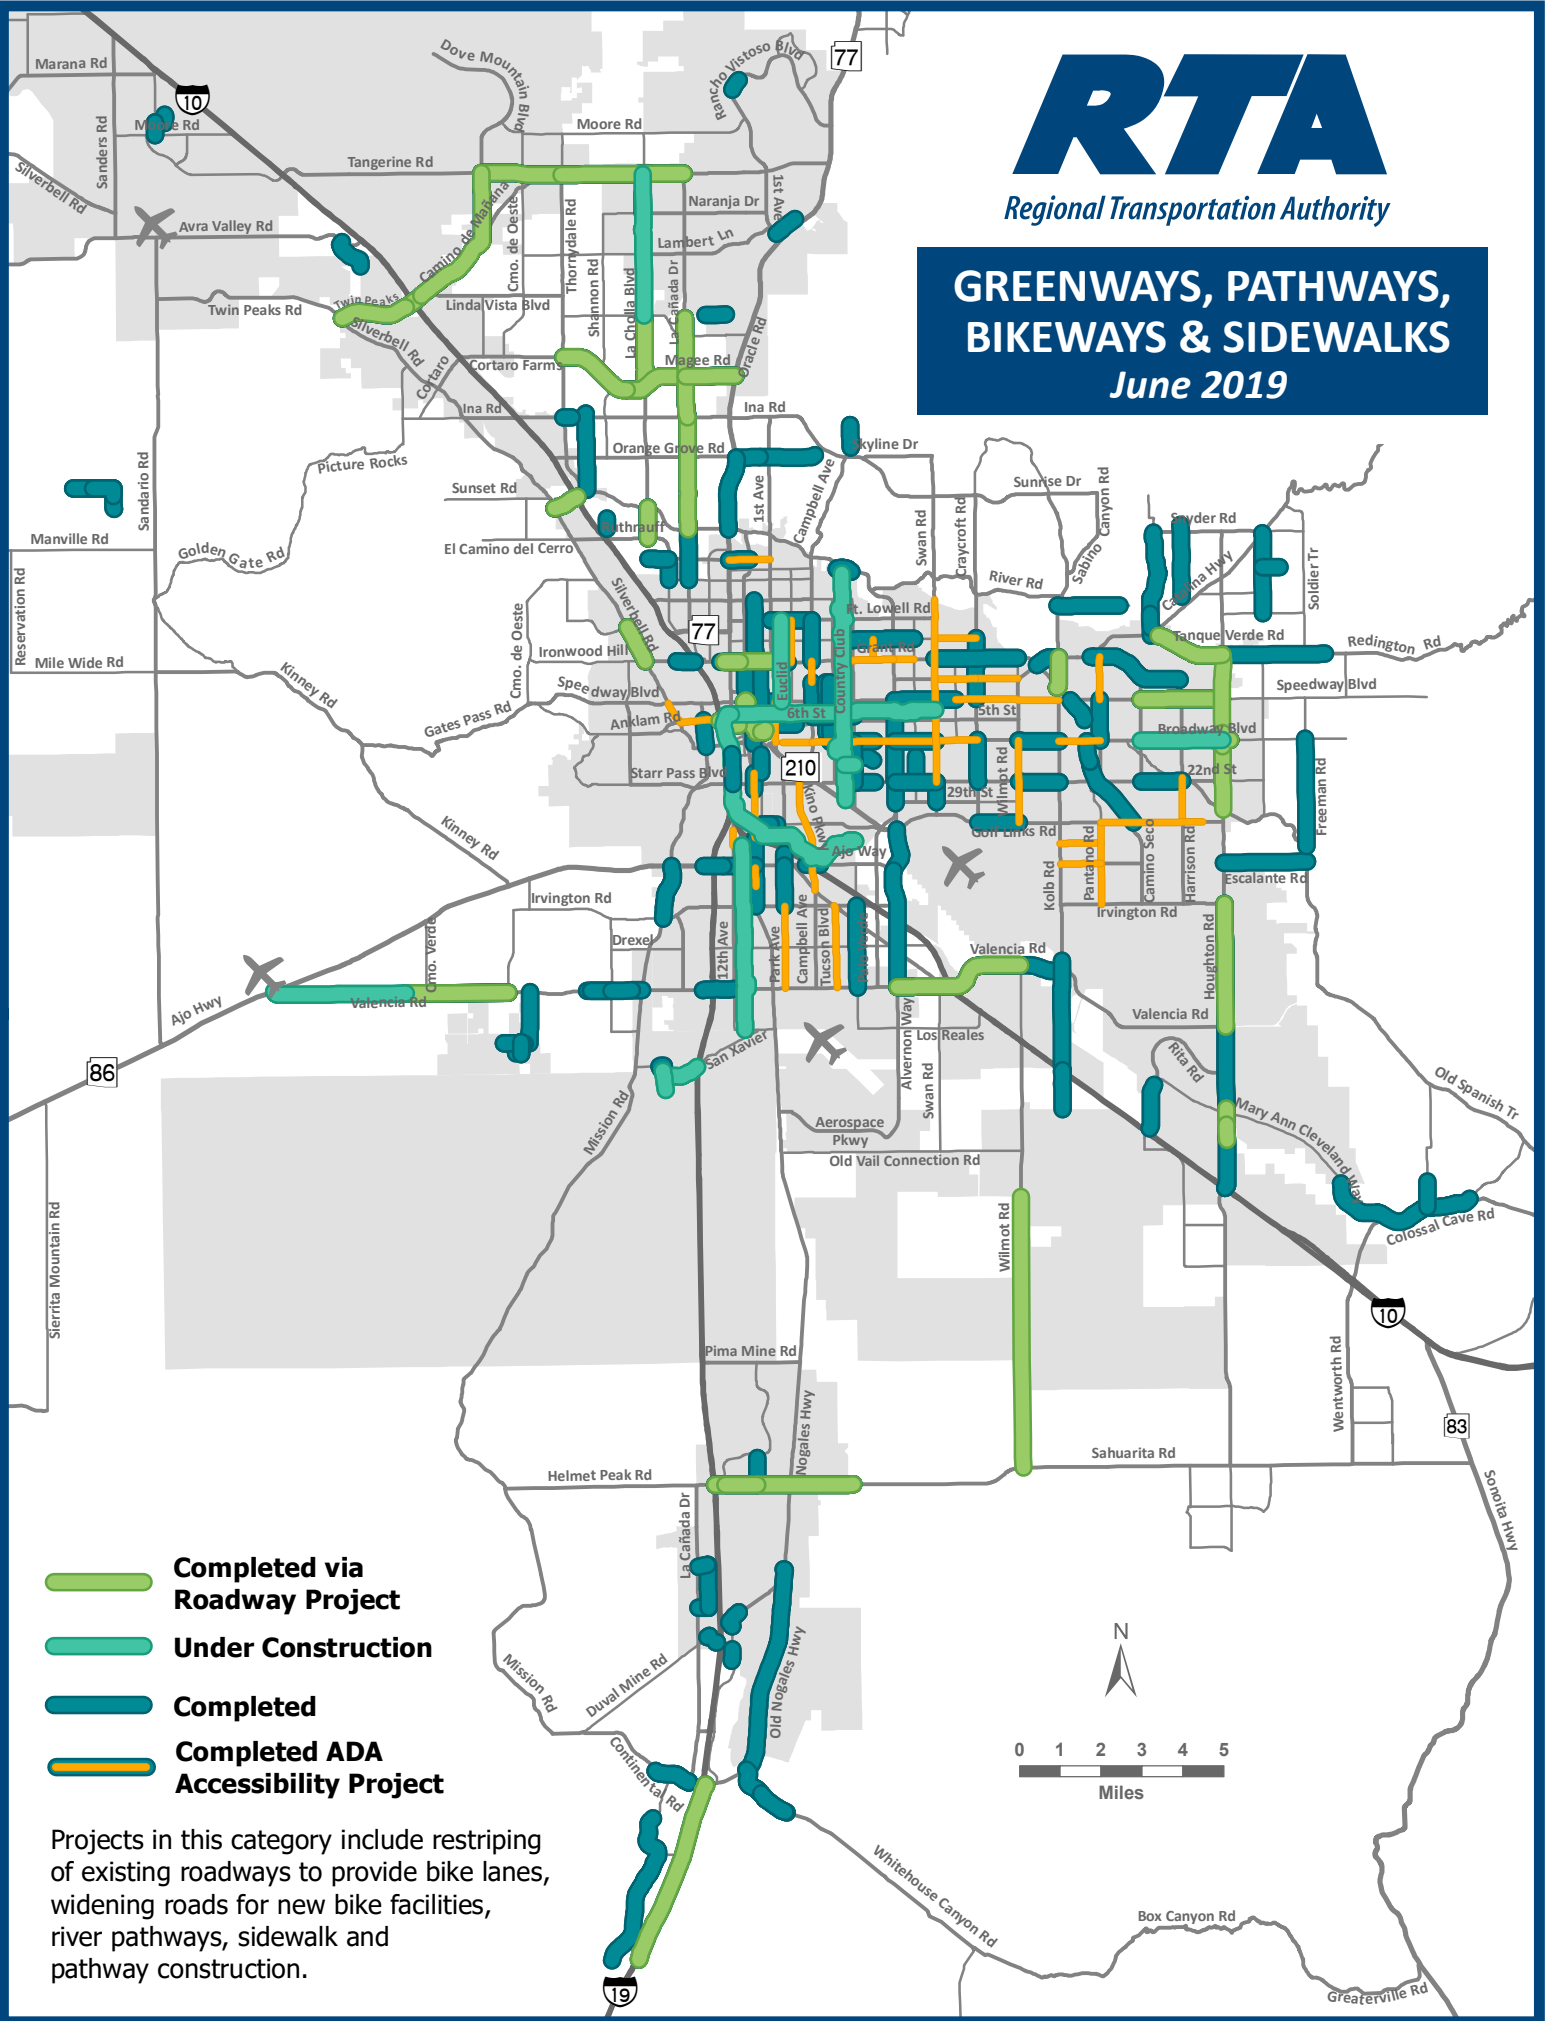 RTA
Regional Transportation Authority
GREENWAYS, PATHWAYS,
BIKEWAYS & SIDEWALKS
June 2019
Marana Rd
10
Moore Rd
Sanders Rd
Silverbell Rd
Dove Mountain Blvd
Rancho Vistoso Blvd
77
Moore Rd
Tangerine Rd
Avra Valley Rd
Camino de Mañana
Cmo. de Oeste
Thornydale Rd
Naranja Dr
1st Ave
Lambert Ln
Shannon Rd
La Cholla Blvd
La Cañada Dr
Twin Peaks Rd
Twin Peaks
Linda Vista Blvd
Silverbell Rd
Cortaro
Cortaro Farms
Magee Rd
Oracle Rd
Ina Rd
Ina Rd
Orange Grove Rd
Skyline Dr
Picture Rocks
Sandario Rd
Sunset Rd
1st Ave
Campbell Ave
Swan Rd
Craycroft Rd
Sunrise Dr
Sabino Canyon Rd
Snyder Rd
Ruthrauff
Manville Rd
Golden Gate Rd
El Camino del Cerro
River Rd
Catalina Hwy
Soldier Tr
Reservation Rd
Silverbell Rd
77
Ft. Lowell Rd
Country Club
Grant Rd
Tanque Verde Rd
Redington Rd
Mile Wide Rd
Kinney Rd
Cmo. de Oeste
Ironwood Hill
Speedway Blvd
Euclid
Speedway Blvd
Gates Pass Rd
Anklam Rd
6th St
5th St
Broadway Blvd
Starr Pass Blvd
210
Kino Pkwy
Wilmot Rd
22nd St
29th St
Freeman Rd
Kinney Rd
Golf Links Rd
Ajo Way
Kolb Rd
Pantano Rd
Camino Seco
Harrison Rd
Escalante Rd
Irvington Rd
Irvington Rd
Drexel
Cmo. Verde
12th Ave
Park Ave
Campbell Ave
Tucson Blvd
Palo Verde
Valencia Rd
Houghton Rd
Ajo Hwy
Valencia Rd
Valencia Rd
Alvernon Way
Los Reales
Swan Rd
San Xavier
Rita Rd
86
Mission Rd
Old Spanish Tr
Mary Ann Cleveland Way
Aerospace
Pkwy
Old Vail Connection Rd
Colossal Cave Rd
Sierrita Mountain Rd
Wilmot Rd
10
Pima Mine Rd
Wentworth Rd
Nogales Hwy
83
Helmet Peak Rd
Sahuarita Rd
Sonoita Hwy
La Cañada Dr
Mission Rd
Duval Mine Rd
Old Nogales Hwy
Continental Rd
Whitehouse Canyon Rd
Box Canyon Rd
Greaterville Rd
19
N
0 1 2 3 4 5
Miles
Completed via
Roadway Project
Under Construction
Completed
Completed ADA
Accessibility Project
Projects in this category include restriping
of existing roadways to provide bike lanes,
widening roads for new bike facilities,
river pathways, sidewalk and
pathway construction.